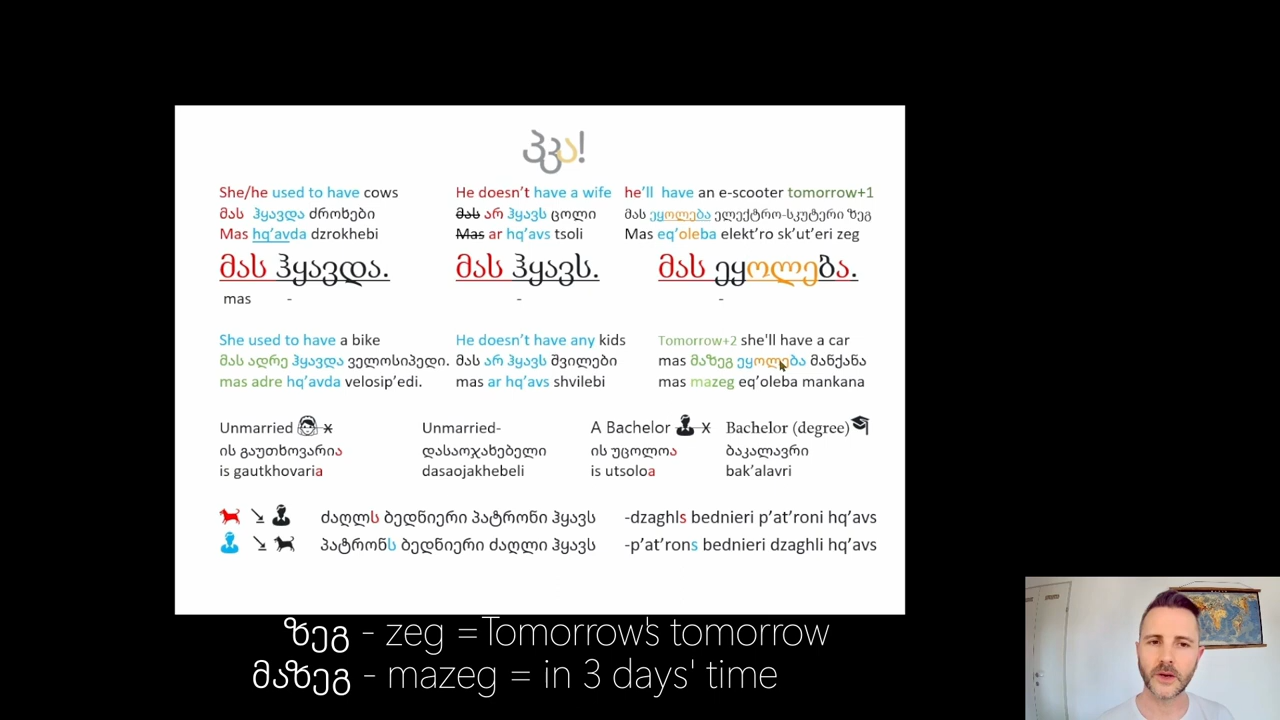 ჰჰა!
She/he used to have cows
მას ჰყავდა ძროხები
Mas hq’avda dzrokhebi
მას ჰყავდა.
mas -
He doesn’t have a wife
მას არ ჰყავს ცოლი
Mas ar hq’avs tsoli
მას ჰყავს.
-
he’ll have an e-scooter tomorrow+1
მას ეყოლება ელექტრო-სკუტერი ზეგ
Mas eq’oleba elekt’ro sk’ut’eri zeg
მას ეყოლება.
-
She used to have a bike
მას ადრე ჰყავდა ველოსიპედი.
mas adre hq’avda velosip’edi.
He doesn’t have any kids
მას არ ჰყავს შვილები
mas ar hq’avs shvilebi
Tomorrow+2 she'll have a car
mas მაზეგ ეყოლება მანქანა
mas mazeg eq’oleba mankana
Unmarried x
ის გაუთხოვარია
is gautkhovaria
Unmarried-
დასაოჯახებელი
dasaojakhebeli
A Bachelor x
ის უცოლოა
is utsoloa
Bachelor (degree)
ბაკალავრი
bak’alavri
ძაღლს ბედნიერი პატრონი ჰყავს -dzaghls bednieri p’at’roni hq’avs
პატრონს ბედნიერი ძაღლი ჰყავს -p’at’rons bednieri dzaghli hq’avs
ზეგ - zeg =Tomorrow's tomorrow
მაზეგ - mazeg = in 3 days' time